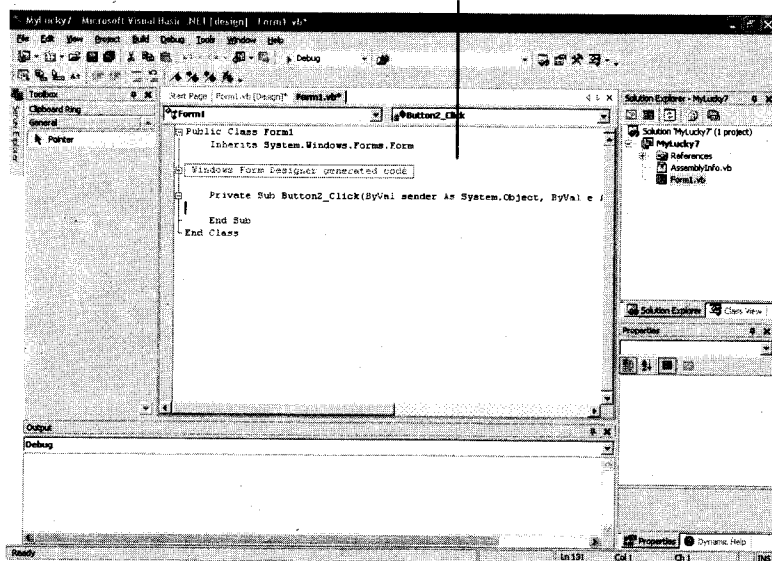 MyLucky7 - Microsoft Visual Basic .NET [design] - Form1.vb*
File Edit View Project Build Debug Tools Window Help
Debug
Toolbox
Clipboard Ring
General
Pointer
Server Explorer
Start Page Form1.vb [Design]* Form1.vb*
Form1 Button2_Click
Public Class Form1
Inherits System.Windows.Forms.Form
Windows Form Designer generated code
Private Sub Button2_Click(ByVal sender As System.Object, ByVal e
End Sub
End Class
Solution Explorer - MyLucky7
Solution 'MyLucky7' (1 project)
MyLucky7
References
AssemblyInfo.vb
Form1.vb
Solution Explorer Class View
Properties
Output
Debug
Properties Dynamic Help
Ready Ln 131 Col 1 Ch 1 INS